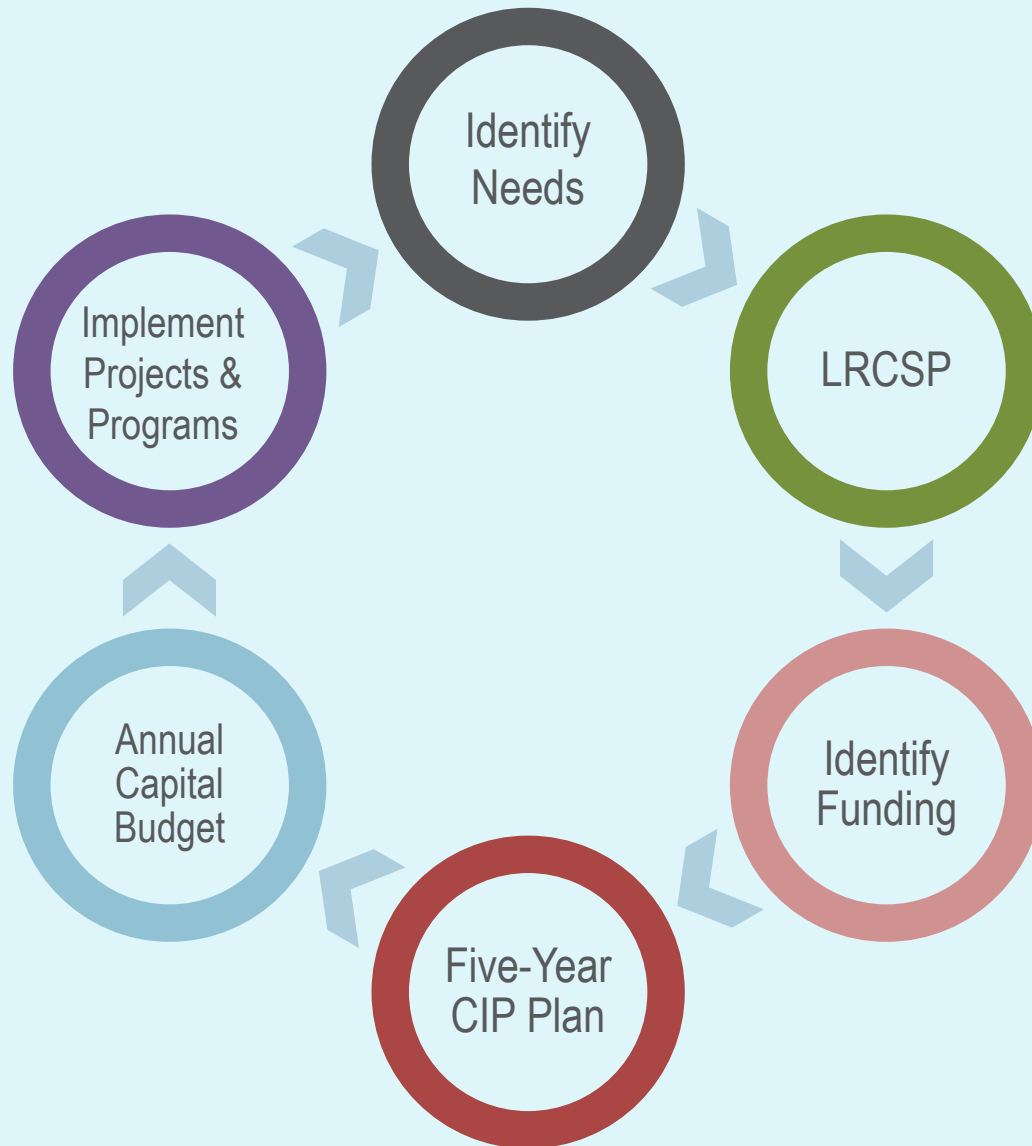 Identify
Needs
LRCSP
Identify
Funding
Five-Year
CIP Plan
Annual
Capital
Budget
Implement
Projects &
Programs